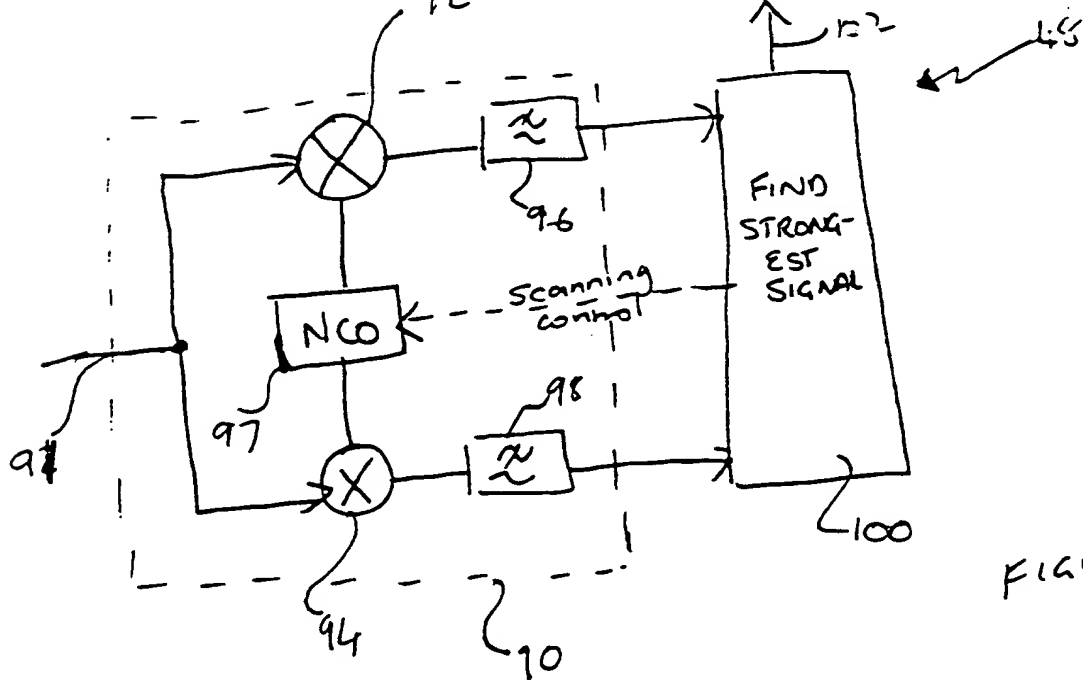 FIND
STRONG-
EST
SIGNAL
96
scanning
control
NCO
98
97
100
94
90